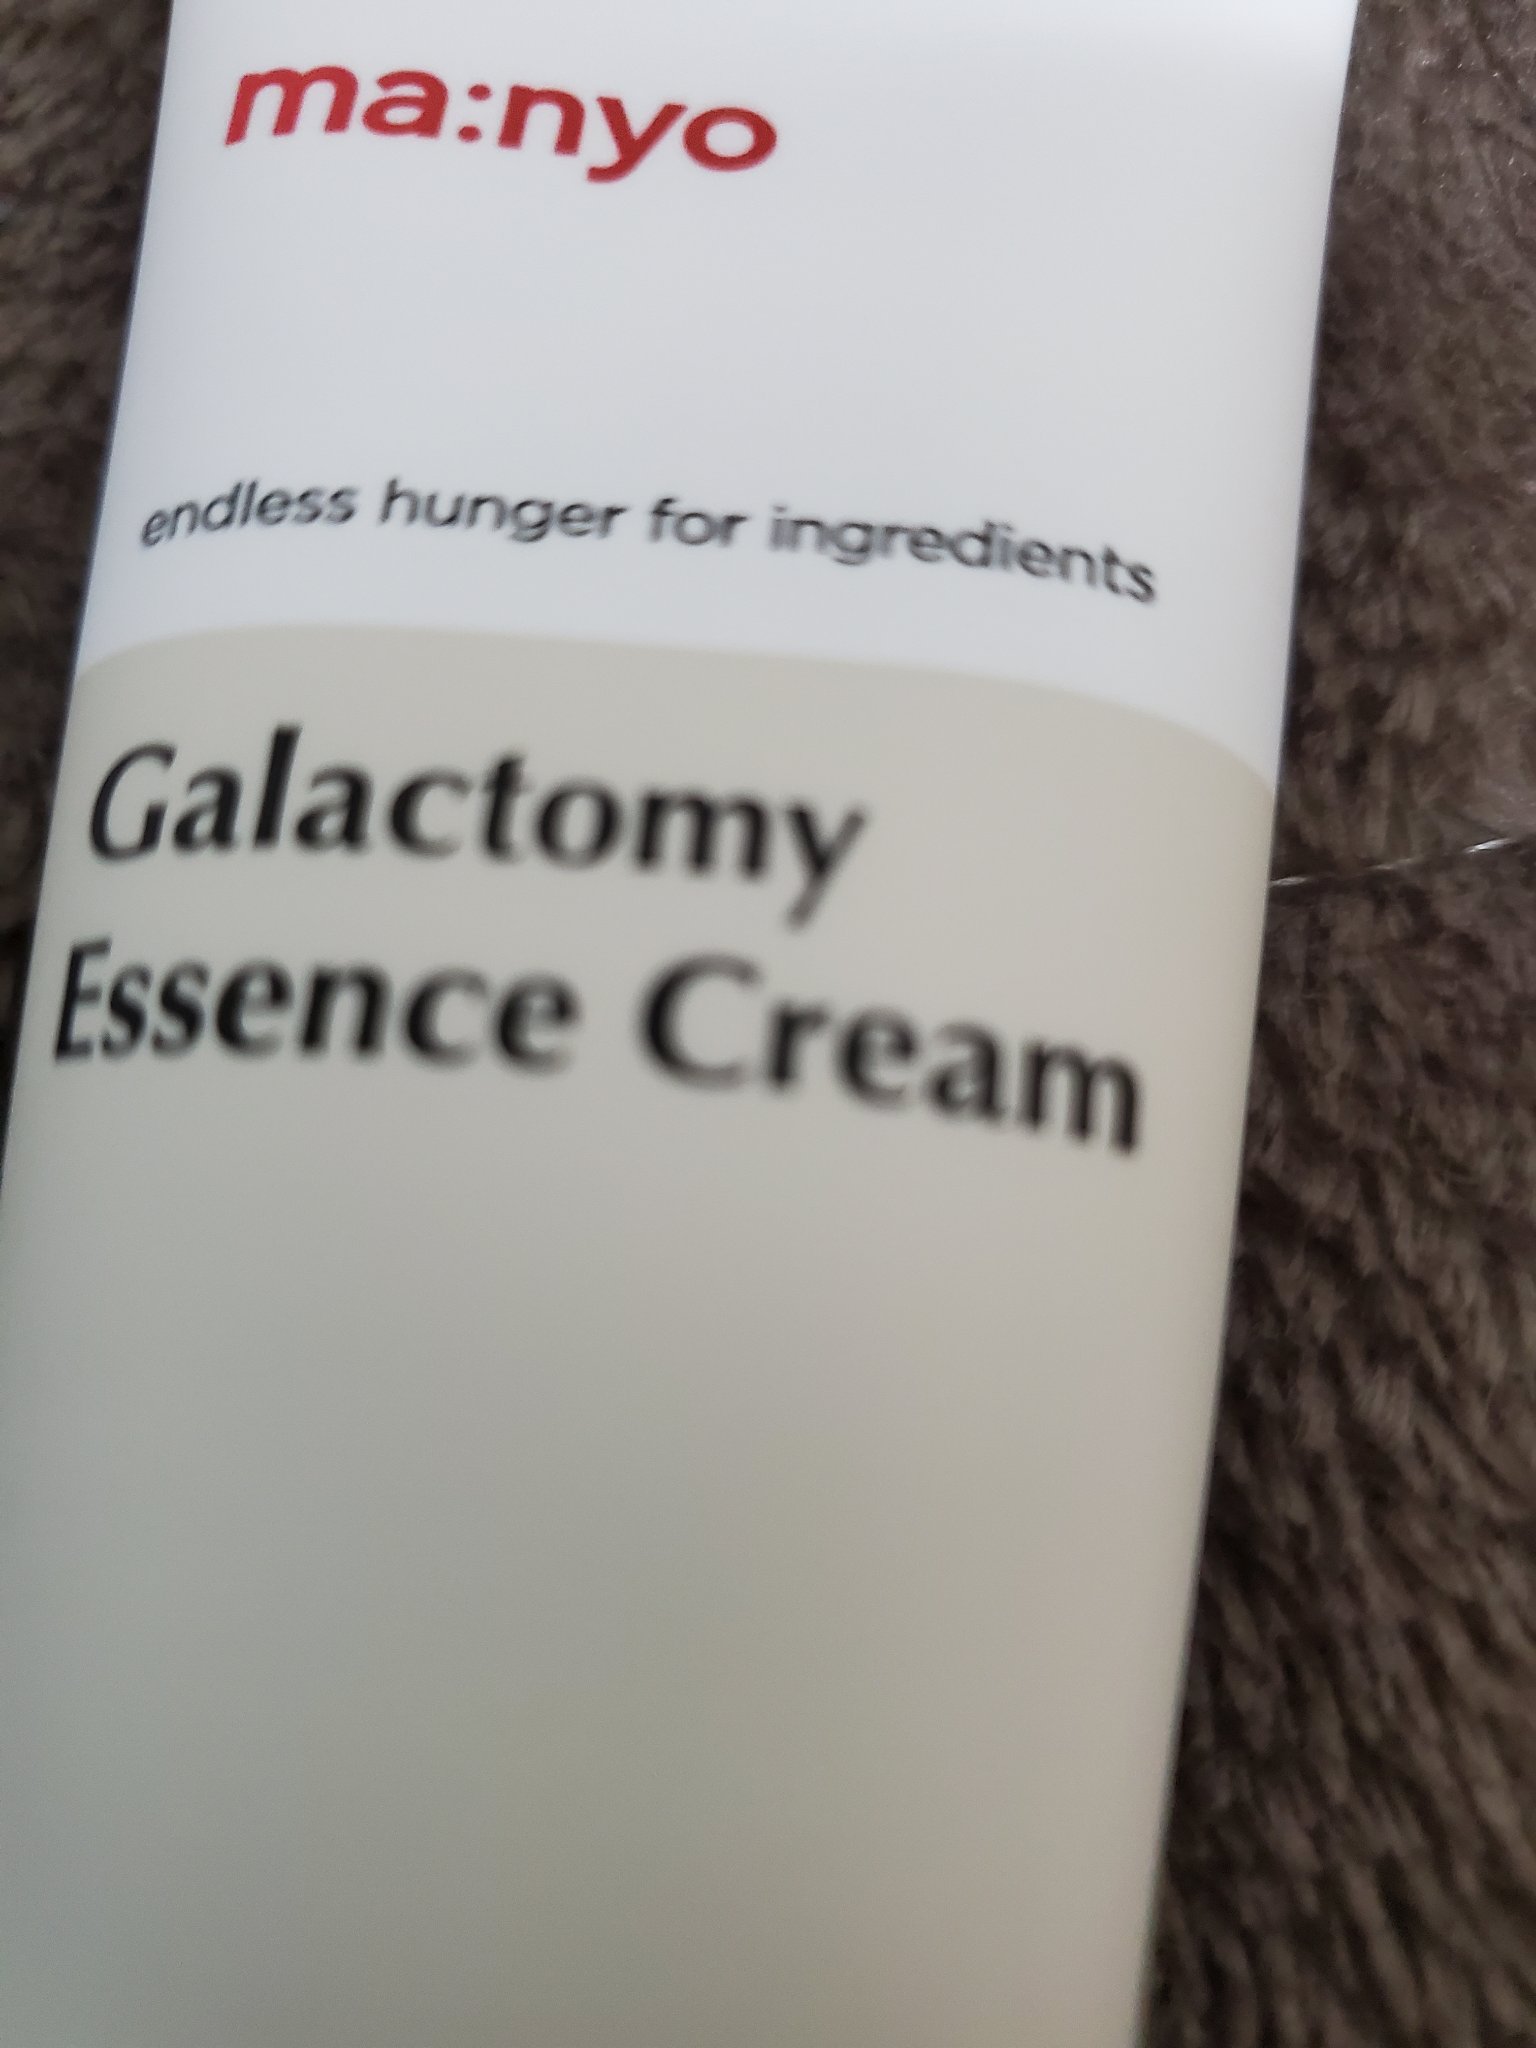 ma:nyo
endless hunger for ingredients
Galactomy
Essence Cream